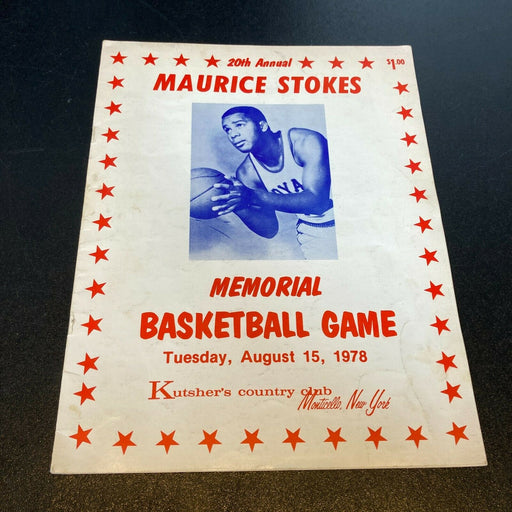 20th Annual
$1.00
MAURICE STOKES
OYA
MEMORIAL
BASKETBALL GAME
Tuesday, August 15, 1978
Kutsher's country club
Monticello, New York